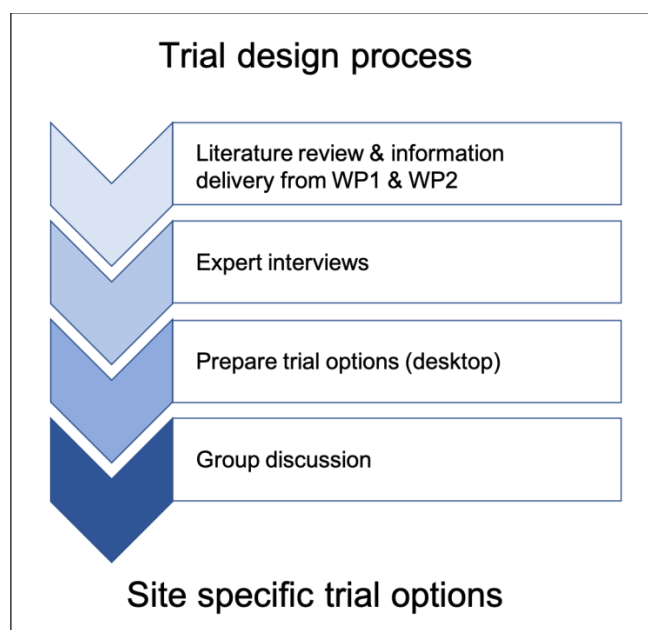 Trial design process
Literature review & information
delivery from WP1 & WP2
Expert interviews
Prepare trial options (desktop)
Group discussion
Site specific trial options